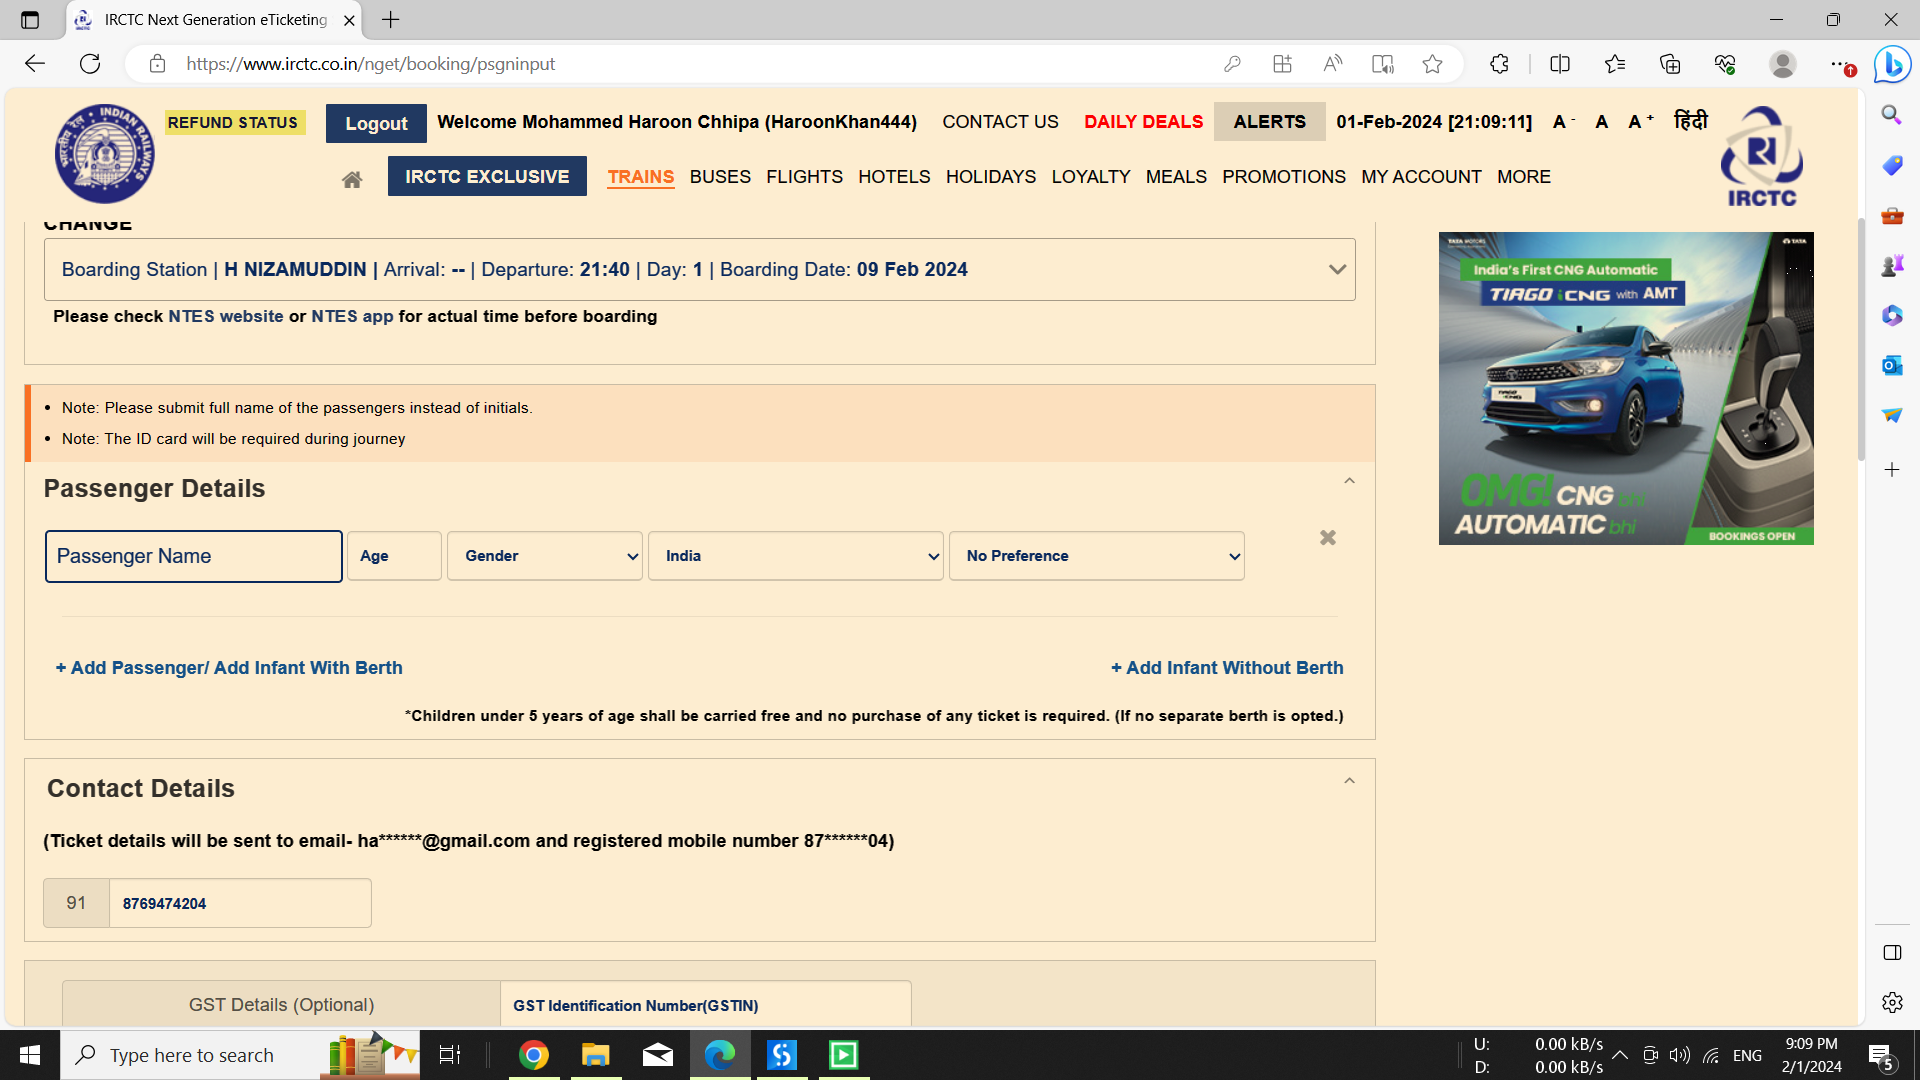 IRCTC Next Generation eTicketing
https://www.irctc.co.in/nget/booking/psgninput
INDIAN RAILWAYS
REFUND STATUS
Logout
Welcome Mohammed Haroon Chhipa (HaroonKhan444)
CONTACT US
DAILY DEALS
ALERTS
01-Feb-2024 [21:09:11]
A - A A +
हिंदी
IRCTC
IRCTC EXCLUSIVE
TRAINS BUSES FLIGHTS HOTELS HOLIDAYS LOYALTY MEALS PROMOTIONS MY ACCOUNT MORE
CHANGE
Boarding Station | H NIZAMUDDIN | Arrival: -- | Departure: 21:40 | Day: 1 | Boarding Date: 09 Feb 2024
Please check NTES website or NTES app for actual time before boarding
TATA MOTORS
TATA
India's First CNG Automatic
TIAGO iCNG with AMT
OMG! CNG bhi
AUTOMATIC bhi
BOOKINGS OPEN
• Note: Please submit full name of the passengers instead of initials.
• Note: The ID card will be required during journey
Passenger Details
Passenger Name
Age
Gender
India
No Preference
+ Add Passenger/ Add Infant With Berth
+ Add Infant Without Berth
*Children under 5 years of age shall be carried free and no purchase of any ticket is required. (If no separate berth is opted.)
Contact Details
(Ticket details will be sent to email- ha******@gmail.com and registered mobile number 87******04)
91
8769474204
GST Details (Optional)
GST Identification Number(GSTIN)
Type here to search
U: 0.00 kB/s
D: 0.00 kB/s
ENG
9:09 PM
2/1/2024
5